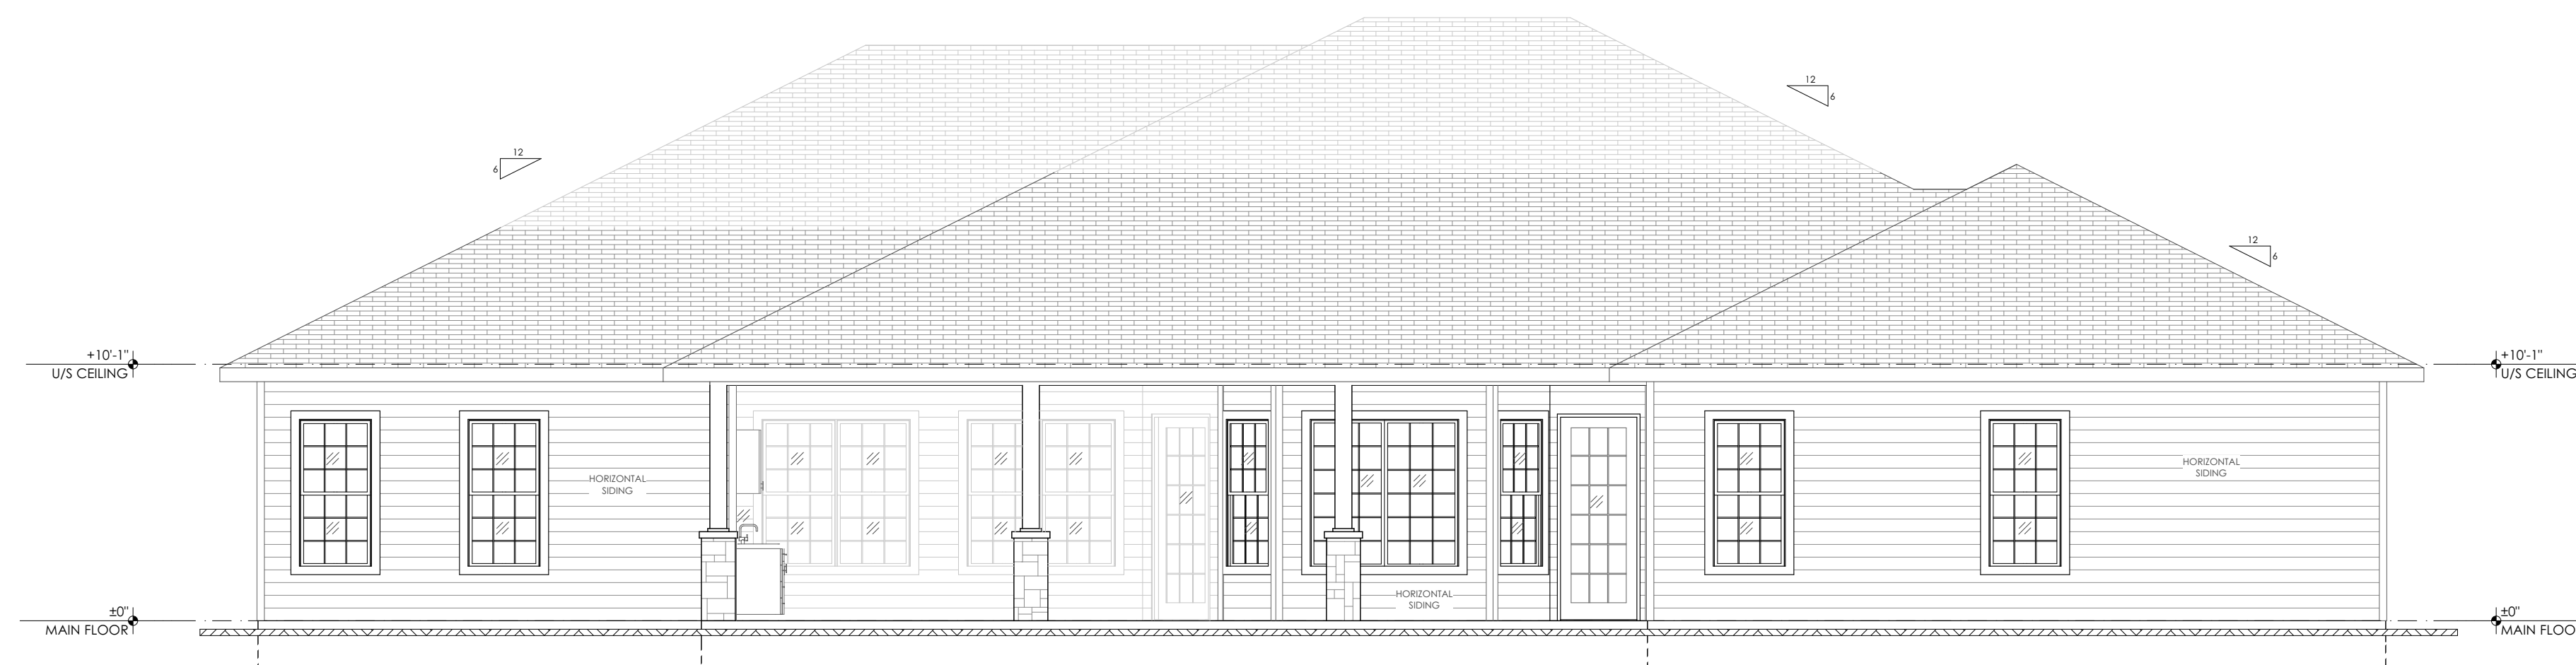 12
6
12
6
12
6
+10'-1"
U/S CEILING
+10'-1"
U/S CEILING
HORIZONTAL
SIDING
HORIZONTAL
SIDING
HORIZONTAL
SIDING
±0"
MAIN FLOOR
±0"
MAIN FLOO